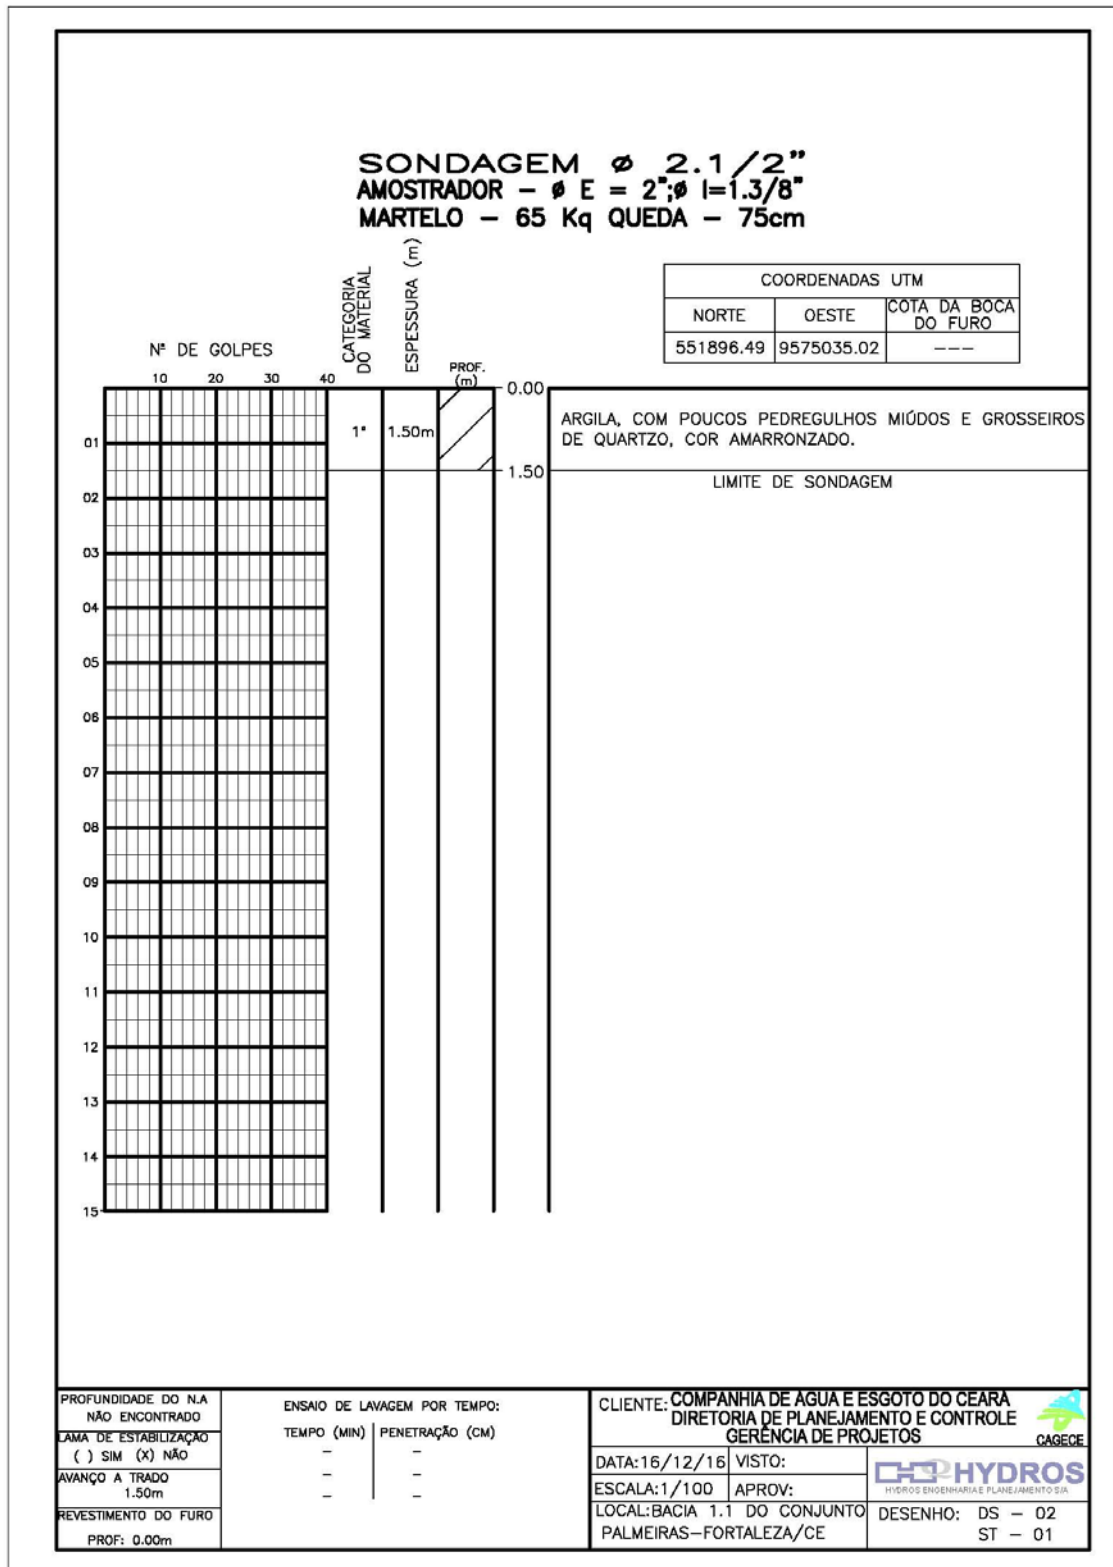 SONDAGEM ø 2.1/2"
AMOSTRADOR – ø E = 2";ø I=1.3/8"
MARTELO – 65 Kq QUEDA – 75cm
COORDENADAS UTM
NORTE OESTE COTA DA BOCA DO FURO
551896.49 9575035.02 ---
Nª DE GOLPES
CATEGORIA DO MATERIAL
ESPESSURA (m)
PROF. (m)
10 20 30 40
0.00
01 1ª 1.50m
ARGILA, COM POUCOS PEDREGULHOS MIÚDOS E GROSSEIROS
DE QUARTZO, COR AMARRONZADO.
1.50
LIMITE DE SONDAGEM
02
03
04
05
06
07
08
09
10
11
12
13
14
15
PROFUNDIDADE DO N.A
NÃO ENCONTRADO
LAMA DE ESTABILIZAÇÃO
( ) SIM (X) NÃO
AVANÇO A TRADO
1.50m
REVESTIMENTO DO FURO
PROF: 0.00m
ENSAIO DE LAVAGEM POR TEMPO:
TEMPO (MIN) PENETRAÇÃO (CM)
– –
– –
– –
CLIENTE: COMPANHIA DE AGUA E ESGOTO DO CEARÁ
DIRETORIA DE PLANEJAMENTO E CONTROLE
GERÊNCIA DE PROJETOS
CAGECE
DATA:16/12/16 VISTO:
ESCALA:1/100 APROV:
HYDROS
HYDROS ENGENHARIA E PLANEJAMENTO S/A
LOCAL:BACIA 1.1 DO CONJUNTO
PALMEIRAS–FORTALEZA/CE
DESENHO: DS – 02
ST – 01